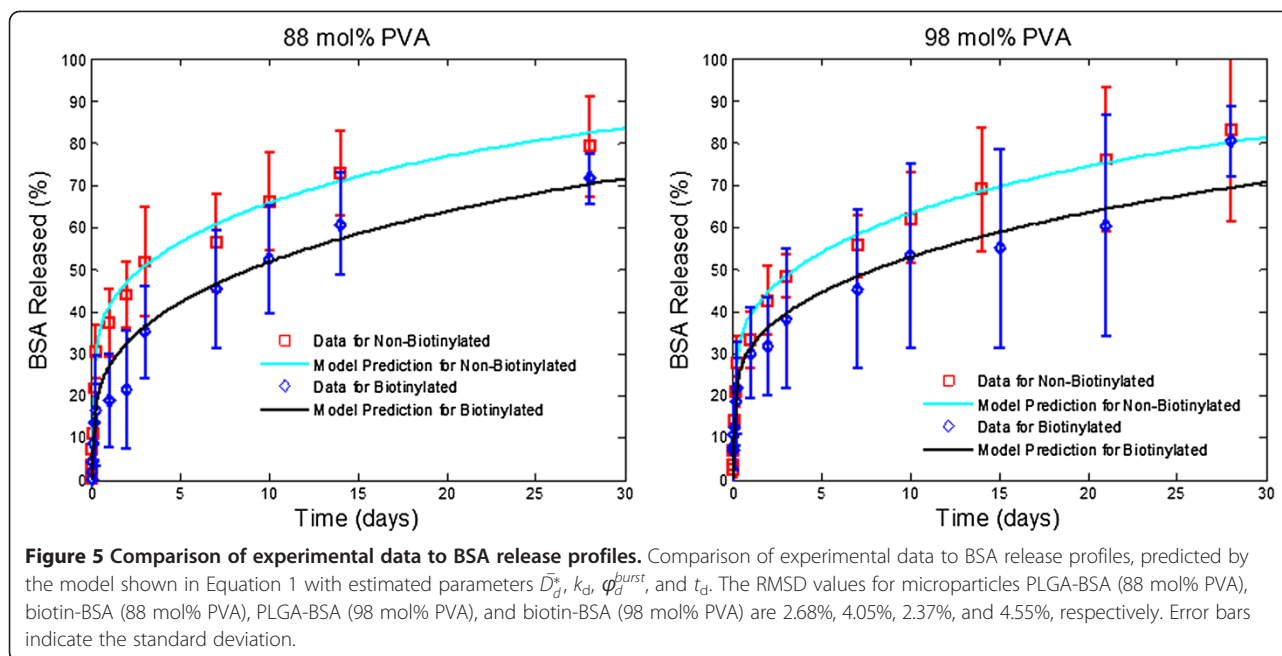 88 mol% PVA
BSA Released (%)
100
90
80
70
60
50
40
30
20
10
0
Data for Non-Biotinylated
Model Prediction for Non-Biotinylated
Data for Biotinylated
Model Prediction for Biotinylated
0 5 10 15 20 25 30
Time (days)
98 mol% PVA
BSA Released (%)
100
90
80
70
60
50
40
30
20
10
0
Data for Non-Biotinylated
Model Prediction for Non-Biotinylated
Data for Biotinylated
Model Prediction for Biotinylated
0 5 10 15 20 25 30
Time (days)
Figure 5 Comparison of experimental data to BSA release profiles. Comparison of experimental data to BSA release profiles, predicted by
the model shown in Equation 1 with estimated parameters D̄*d, kd, φd^burst, and td. The RMSD values for microparticles PLGA-BSA (88 mol% PVA),
biotin-BSA (88 mol% PVA), PLGA-BSA (98 mol% PVA), and biotin-BSA (98 mol% PVA) are 2.68%, 4.05%, 2.37%, and 4.55%, respectively. Error bars
indicate the standard deviation.